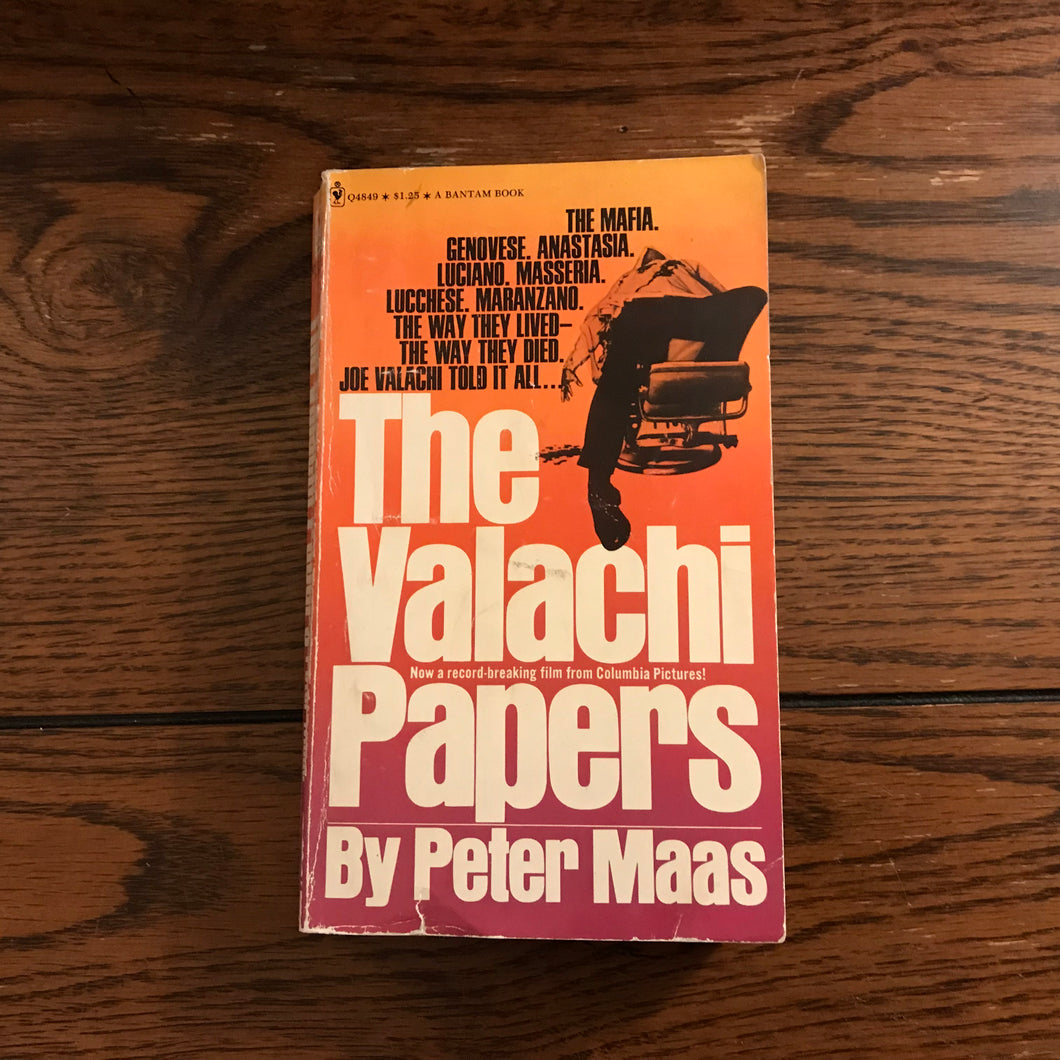 Q4849 * $1.25 * A BANTAM BOOK
THE MAFIA.
GENOVESE. ANASTASIA.
LUCIANO. MASSERIA.
LUCCHESE. MARANZANO.
THE WAY THEY LIVED—
THE WAY THEY DIED.
JOE VALACHI TOLD IT ALL...
The
Valachi
Now a record-breaking film from Columbia Pictures!
Papers
By Peter Maas